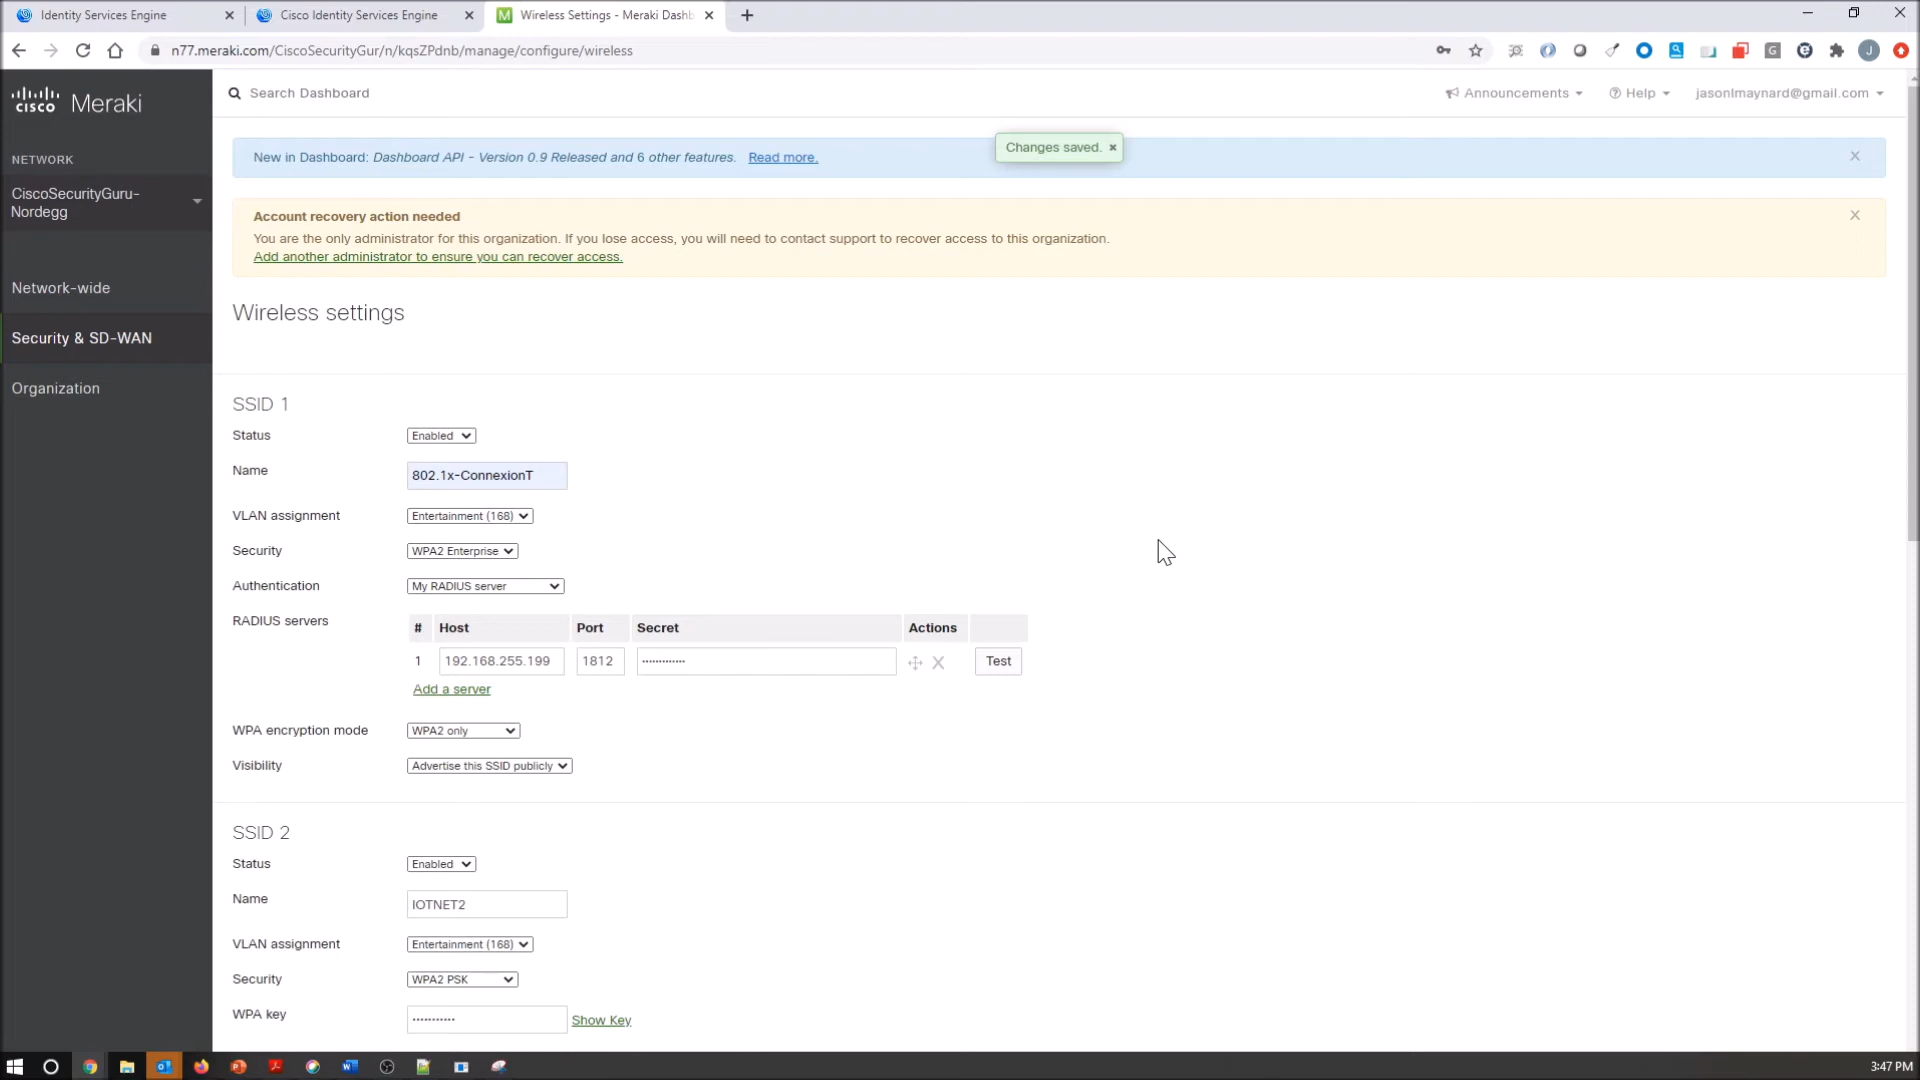 Identity Services Engine
Cisco Identity Services Engine
Wireless Settings - Meraki Dashb
n77.meraki.com/CiscoSecurityGur/n/kqsZPdnb/manage/configure/wireless
cisco Meraki
Search Dashboard
Announcements
Help
jasonlmaynard@gmail.com
NETWORK
CiscoSecurityGuru-
Nordegg
Network-wide
Security & SD-WAN
Organization
New in Dashboard: Dashboard API - Version 0.9 Released and 6 other features. Read more.
Changes saved. ×
X
Account recovery action needed
X
You are the only administrator for this organization. If you lose access, you will need to contact support to recover access to this organization.
Add another administrator to ensure you can recover access.
Wireless settings
SSID 1
Status Enabled
Name 802.1x-ConnexionT
VLAN assignment Entertainment (168)
Security WPA2 Enterprise
Authentication My RADIUS server
RADIUS servers
# Host Port Secret Actions
1 192.168.255.199 1812 ············· X Test
Add a server
WPA encryption mode WPA2 only
Visibility Advertise this SSID publicly
SSID 2
Status Enabled
Name IOTNET2
VLAN assignment Entertainment (168)
Security WPA2 PSK
WPA key ··········· Show Key
3:47 PM